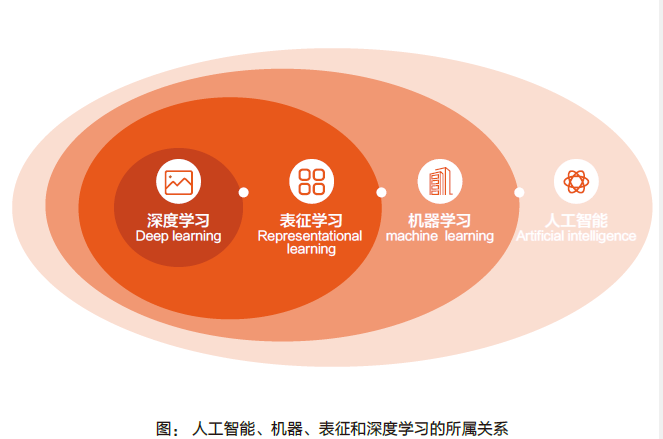 深度学习
Deep learning
表征学习
Representational
learning
机器学习
machine learning
人工智能
Artificial intelligence
图： 人工智能、机器、表征和深度学习的所属关系